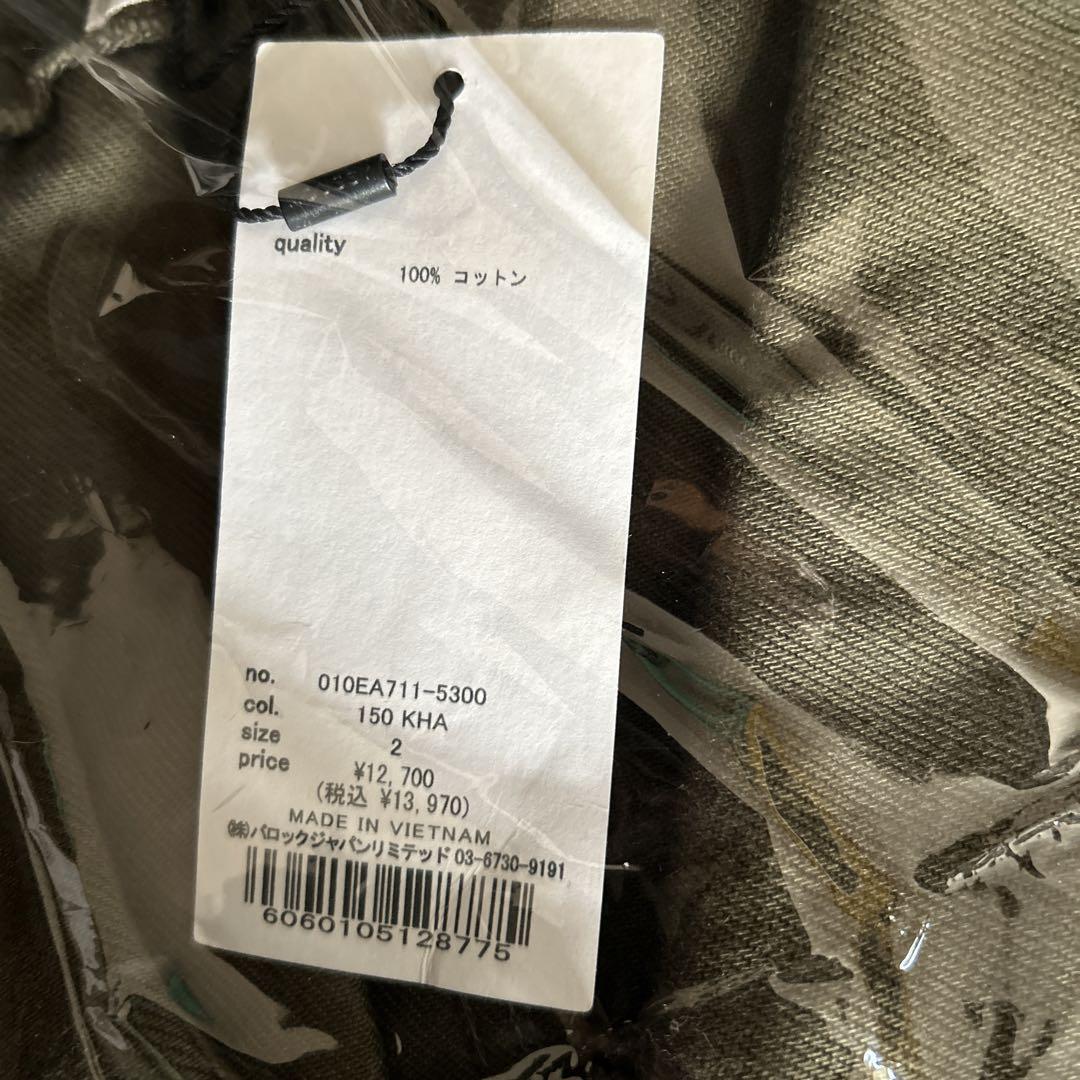 quality
100% コットン
no. 010EA711-5300
col. 150 KHA
size 2
price ¥12,700
(税込 ¥13,970)
MADE IN VIETNAM
㈱バロックジャパンリミテッド 03-6730-9191
6060105128775